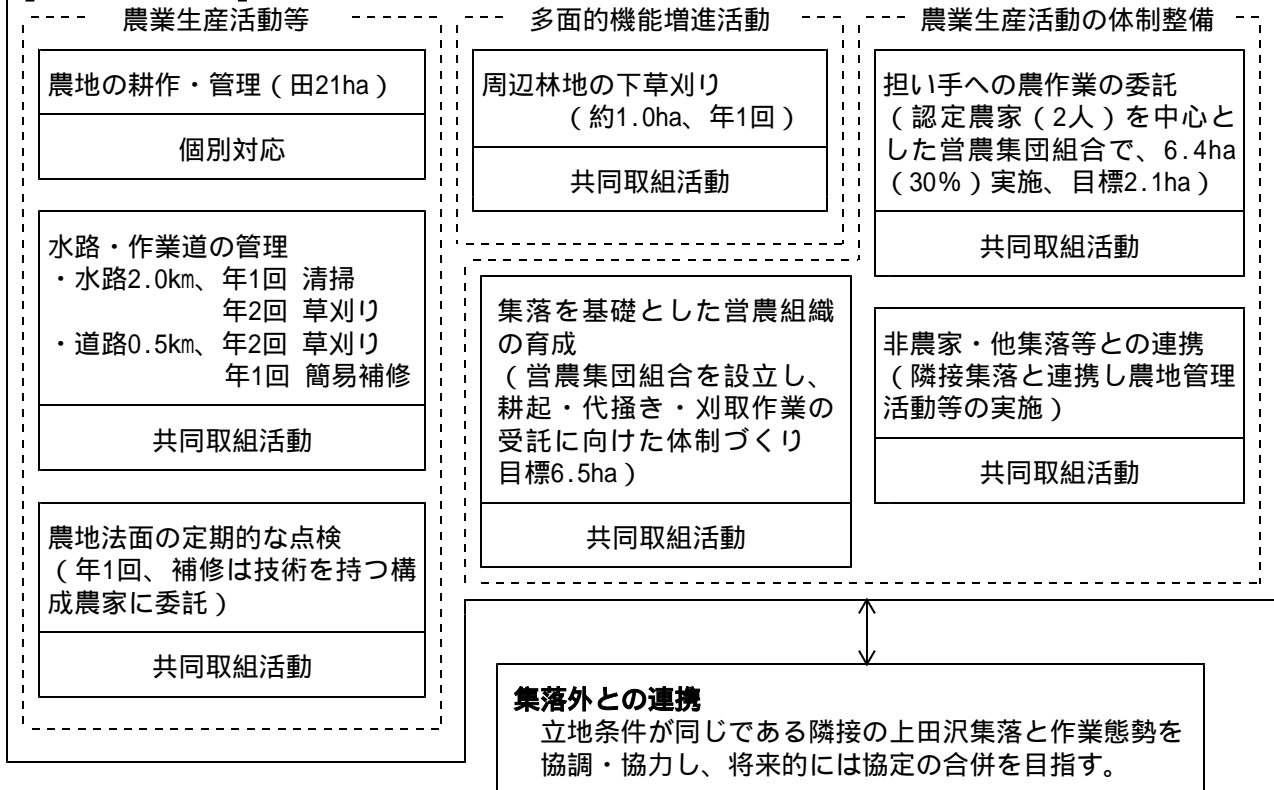 農業生産活動等
農地の耕作・管理(田21ha)
個別対応
水路・作業道の管理
・水路2.0km、年1回 清掃
年2回 草刈り
・道路0.5km、年2回 草刈り
年1回 簡易補修
共同取組活動
農地法面の定期的な点検
(年1回、補修は技術を持つ構
成農家に委託)
共同取組活動
多面的機能増進活動
周辺林地の下草刈り
(約1.0ha、年1回)
共同取組活動
農業生産活動の体制整備
担い手への農作業の委託
(認定農家(2人)を中心と
した営農集団組合で、6.4ha
(30%)実施、目標2.1ha)
共同取組活動
集落を基礎とした営農組織
の育成
(営農集団組合を設立し、
耕起・代掻き・刈取作業の
受託に向けた体制づくり
目標6.5ha)
共同取組活動
非農家・他集落等との連携
(隣接集落と連携し農地管理
活動等の実施)
共同取組活動
集落外との連携
立地条件が同じである隣接の上田沢集落と作業態勢を
協調・協力し、将来的には協定の合併を目指す。